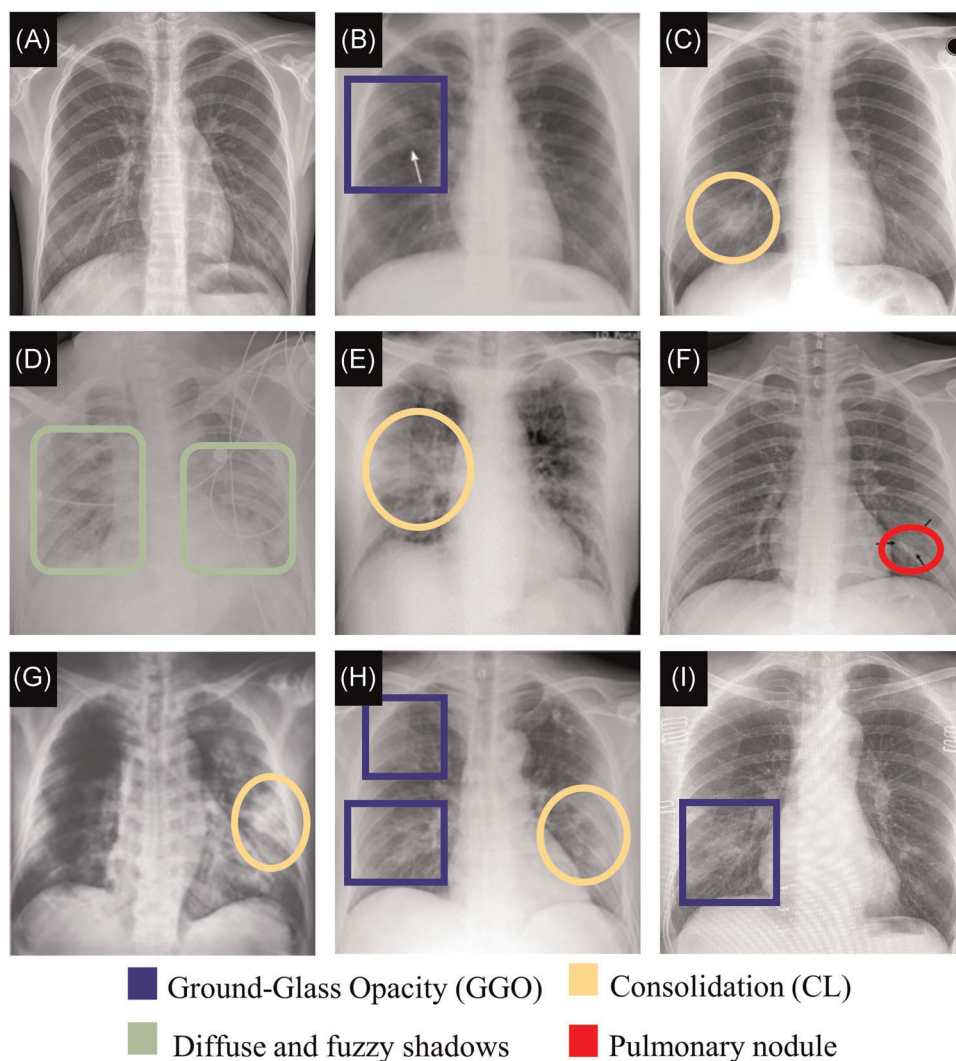 (A)
(B)
(C)
(D)
(E)
(F)
(G)
(H)
(I)
Ground-Glass Opacity (GGO)
Consolidation (CL)
Diffuse and fuzzy shadows
Pulmonary nodule